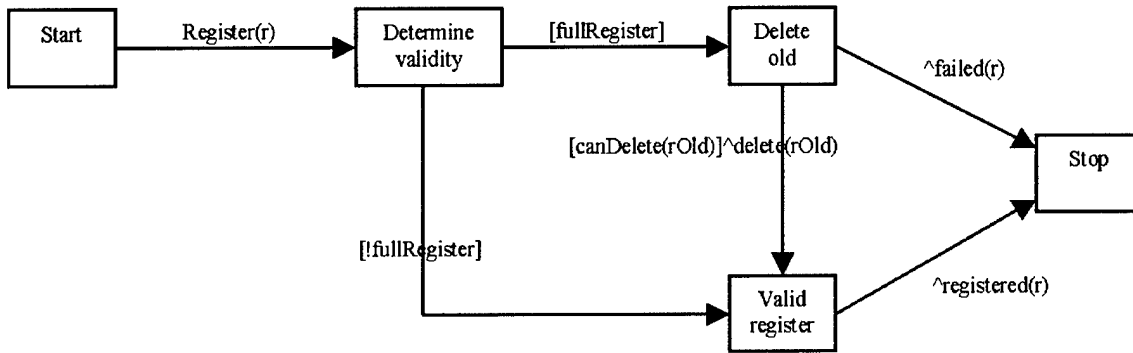 Start
Register(r)
Determine
validity
[fullRegister]
Delete
old
^failed(r)
[canDelete(rOld)]^delete(rOld)
Stop
[!fullRegister]
Valid
register
^registered(r)